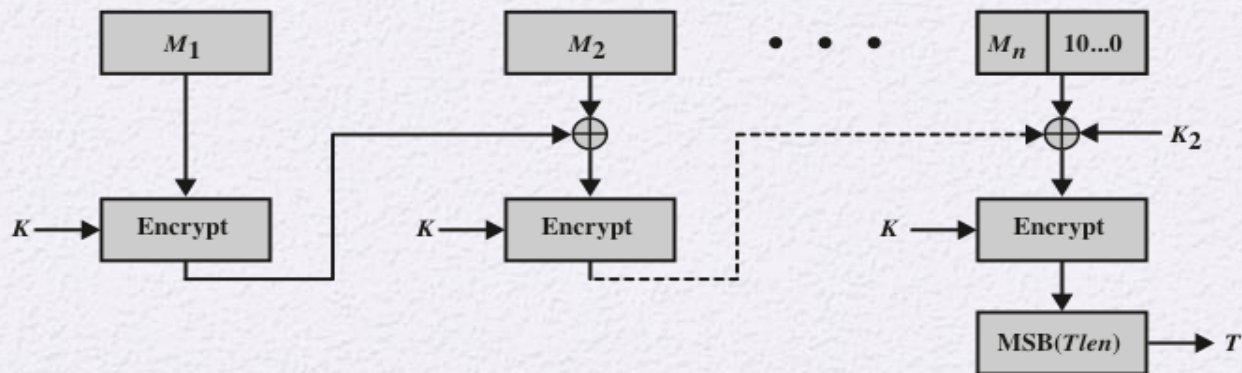 M1 M2 • • • Mn 10...0
K2
K Encrypt K Encrypt K Encrypt
MSB(Tlen) T